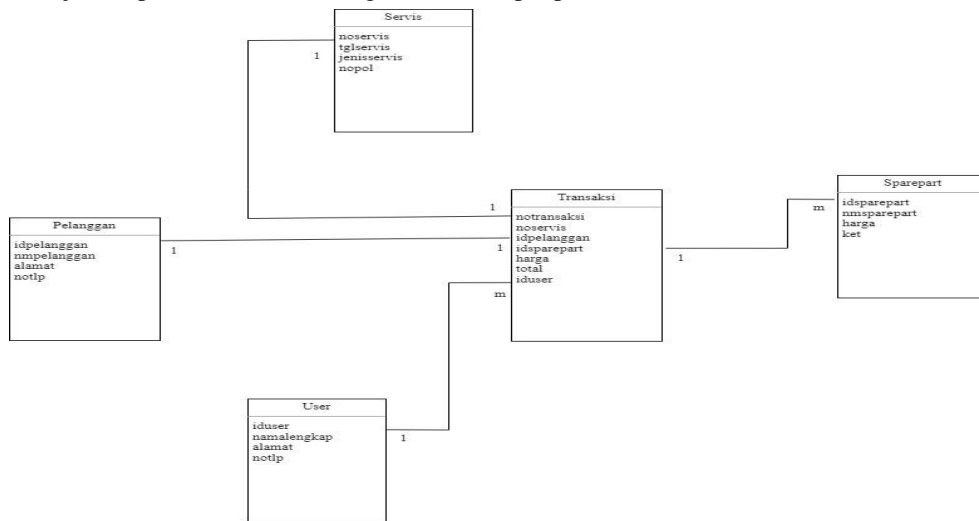 Servis
noservis
tglservis
jenisservis
nopol
1
Pelanggan
idpelanggan
nmpelanggan
alamat
notlp
1
1
1
Transaksi
notransaksi
noservis
idpelanggan
idsparepart
harga
total
iduser
m
1
m
Sparepart
idsparepart
nmsparepart
harga
ket
User
iduser
namalengkap
alamat
notlp
1